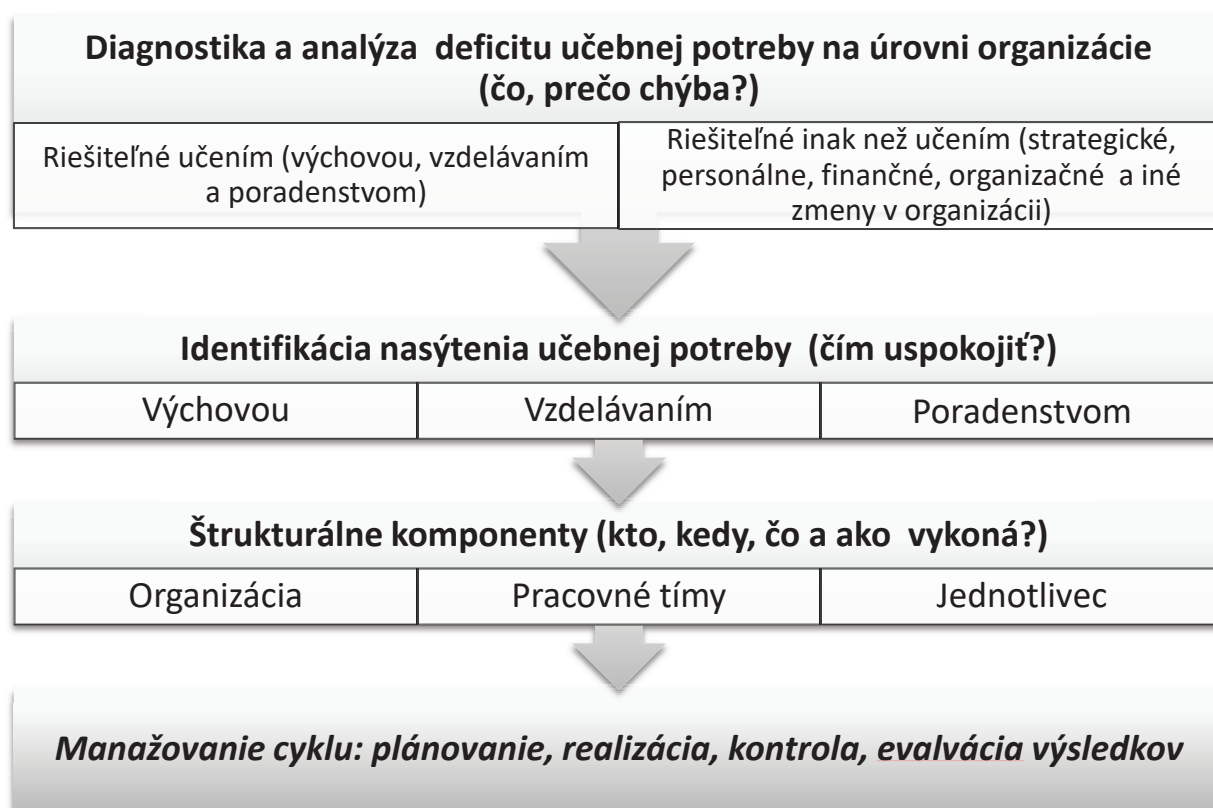 Diagnostika a analýza deficitu učebnej potreby na úrovni organizácie
(čo, prečo chýba?)
Riešiteľné učením (výchovou, vzdelávaním
a poradenstvom)
Riešiteľné inak než učením (strategické,
personálne, finančné, organizačné a iné
zmeny v organizácii)
Identifikácia nasýtenia učebnej potreby (čím uspokojiť?)
Výchovou
Vzdelávaním
Poradenstvom
Štrukturálne komponenty (kto, kedy, čo a ako vykoná?)
Organizácia
Pracovné tímy
Jednotlivec
Manažovanie cyklu: plánovanie, realizácia, kontrola, evalvácia výsledkov